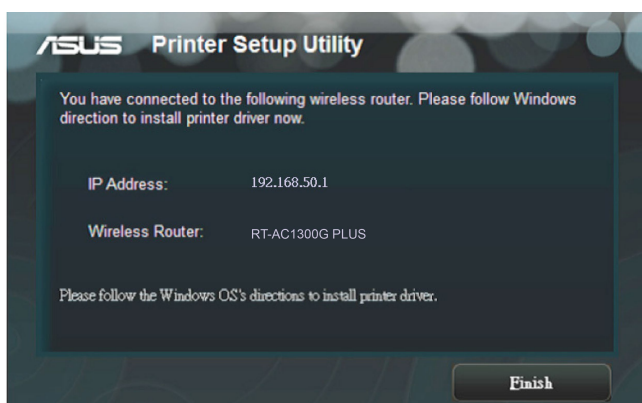 ASUS Printer Setup Utility
You have connected to the following wireless router. Please follow Windows
direction to install printer driver now.
IP Address: 192.168.50.1
Wireless Router: RT-AC1300G PLUS
Please follow the Windows OS's directions to install printer driver.
Finish